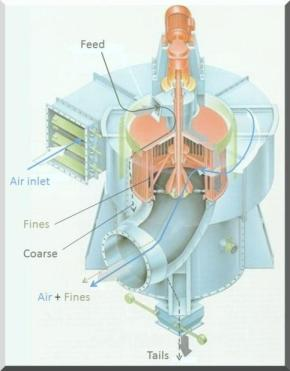 Feed
Air inlet
Fines
Coarse
Air + Fines
Tails